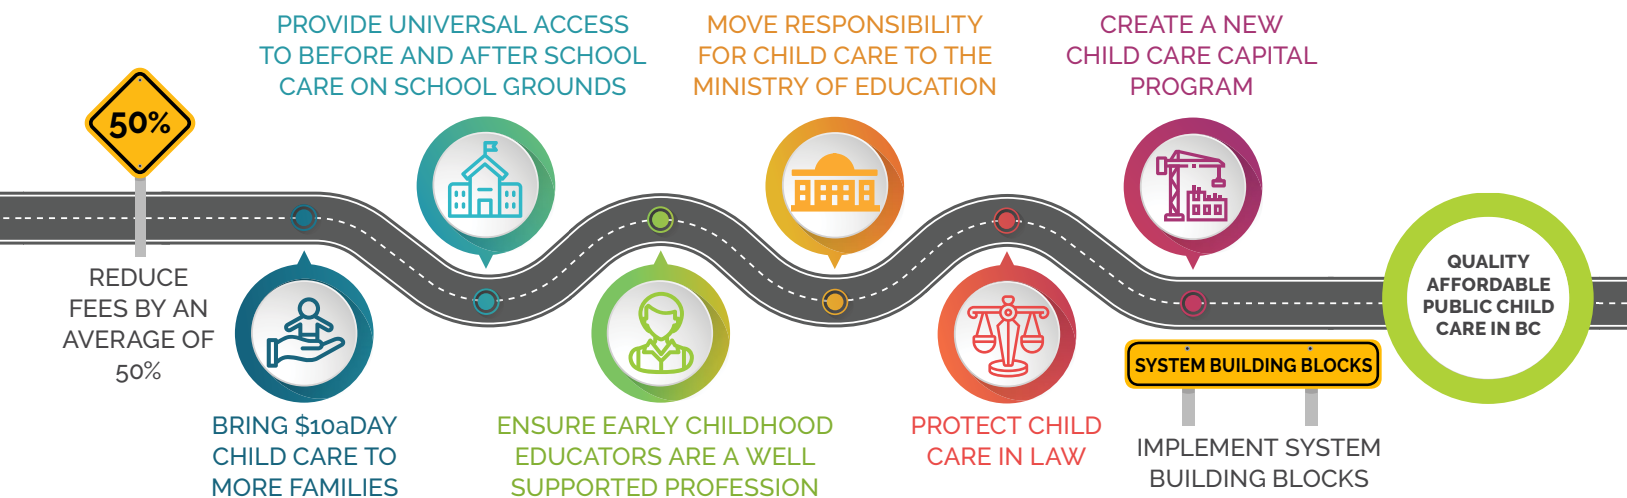 50%
REDUCE
FEES BY AN
AVERAGE OF
50%
BRING $10aDAY
CHILD CARE TO
MORE FAMILIES
PROVIDE UNIVERSAL ACCESS
TO BEFORE AND AFTER SCHOOL
CARE ON SCHOOL GROUNDS
ENSURE EARLY CHILDHOOD
EDUCATORS ARE A WELL
SUPPORTED PROFESSION
MOVE RESPONSIBILITY
FOR CHILD CARE TO THE
MINISTRY OF EDUCATION
PROTECT CHILD
CARE IN LAW
CREATE A NEW
CHILD CARE CAPITAL
PROGRAM
SYSTEM BUILDING BLOCKS
IMPLEMENT SYSTEM
BUILDING BLOCKS
QUALITY
AFFORDABLE
PUBLIC CHILD
CARE IN BC